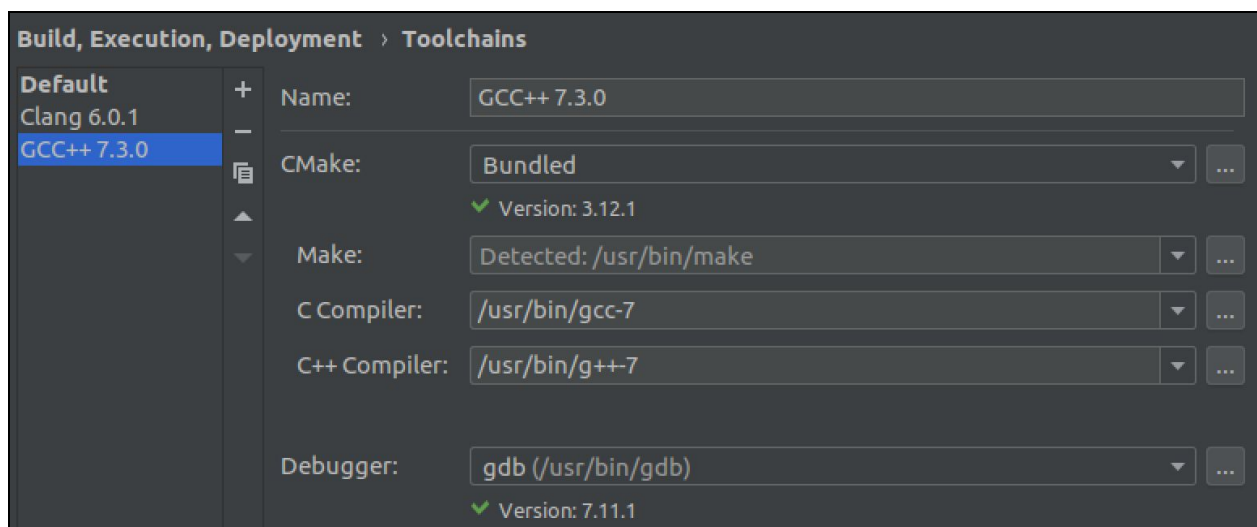 Build, Execution, Deployment › Toolchains
Default
Clang 6.0.1
GCC++ 7.3.0
Name: GCC++ 7.3.0
CMake: Bundled ...
Version: 3.12.1
Make: Detected: /usr/bin/make ...
C Compiler: /usr/bin/gcc-7 ...
C++ Compiler: /usr/bin/g++-7 ...
Debugger: gdb (/usr/bin/gdb) ...
Version: 7.11.1